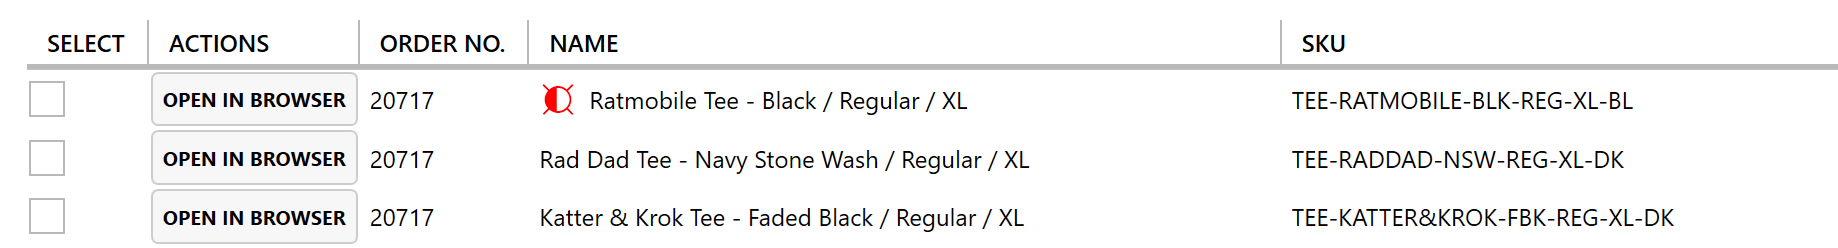 SELECT ACTIONS ORDER NO. NAME SKU
OPEN IN BROWSER 20717 Ratmobile Tee - Black / Regular / XL TEE-RATMOBILE-BLK-REG-XL-BL
OPEN IN BROWSER 20717 Rad Dad Tee - Navy Stone Wash / Regular / XL TEE-RADDAD-NSW-REG-XL-DK
OPEN IN BROWSER 20717 Katter & Krok Tee - Faded Black / Regular / XL TEE-KATTER&KROK-FBK-REG-XL-DK